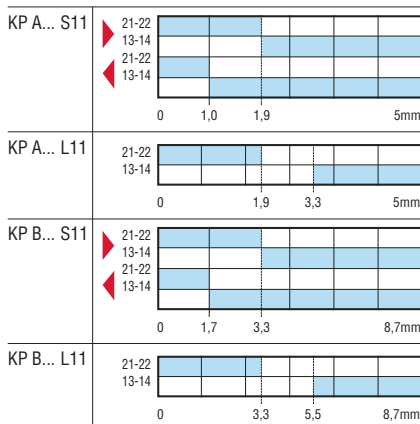 KP A... S11
21-22
13-14
21-22
13-14
0 1,0 1,9 5mm
KP A... L11
21-22
13-14
0 1,9 3,3 5mm
KP B... S11
21-22
13-14
21-22
13-14
0 1,7 3,3 8,7mm
KP B... L11
21-22
13-14
0 3,3 5,5 8,7mm